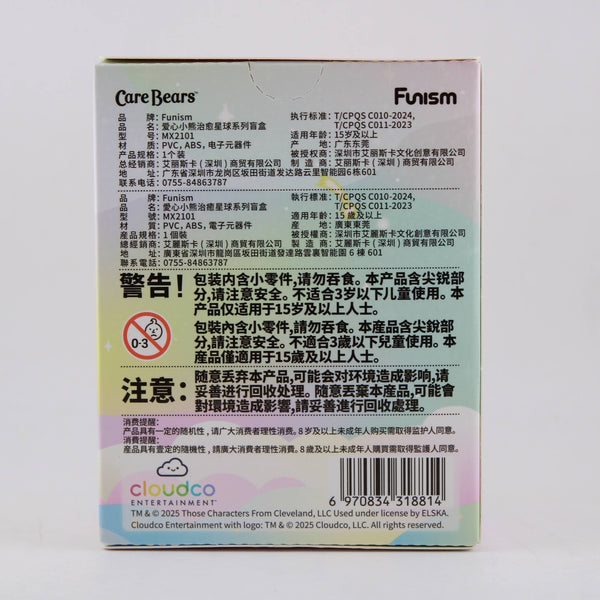 Care Bears™
Funism
品 牌：Funism
品 名：爱心小熊治愈星球系列盲盒
型 号：MX2101
材 质：PVC，ABS，电子元器件
产品规格：1个装
总经销商：艾丽斯卡（深圳）商贸有限公司
地 址：广东省深圳市龙岗区坂田街道发达路云里智能园6栋601
联系电话：0755-84863787
执行标准：T/CPQS C010-2024,
T/CPQS C011-2023
适用年龄：15岁及以上
产 地：广东东莞
被授权商：深圳市艾丽斯卡文化创意有限公司
制 造 商：艾丽斯卡（深圳）商贸有限公司
品 牌：Funism
品 名：愛心小熊治愈星球系列盲盒
型 號：MX2101
材 質：PVC，ABS，電子元器件
產品規格：1個裝
總經銷商：艾麗斯卡（深圳）商貿有限公司
地 址：廣東省深圳市龍崗區坂田街道發達路雲裏智能園 6 棟 601
聯系電話：0755-84863787
執行標準：T/CPQS C010-2024,
T/CPQS C011-2023
適用年齡：15 歲及以上
產 地：廣東東莞
被授權商：深圳市艾麗斯卡文化創意有限公司
製 造 商：艾麗斯卡（深圳）商貿有限公司
警告！
包装内含小零件,请勿吞食。本产品含尖锐部
分,请注意安全。不适合3岁以下儿童使用。本
产品仅适用于15岁及以上人士。
0-3
包裝內含小零件,請勿吞食。本産品含尖銳部
分,請注意安全。不適合3歲以下兒童使用。本
産品僅適用于15歲及以上人士。
注意：
随意丢弃本产品,可能会对环境造成影响,请
妥善进行回收处理。隨意丟棄本産品,可能會
對環境造成影響,請妥善進行回收處理。
消费提醒：
产品具有一定的随机性，请广大消费者理性消费。8岁及以上未成年人购买需取得监护人同意。
消費提醒：
産品具有壹定的隨機性，請廣大消費者理性消費。8歲及以上未成年人購買需取得監護人同意。
cloudco
ENTERTAINMENT™
6 970834 318814
TM & © 2025 Those Characters From Cleveland, LLC Used under license by ELSKA.
Cloudco Entertainment with logo: TM & © 2025 Cloudco, LLC. All rights reserved.